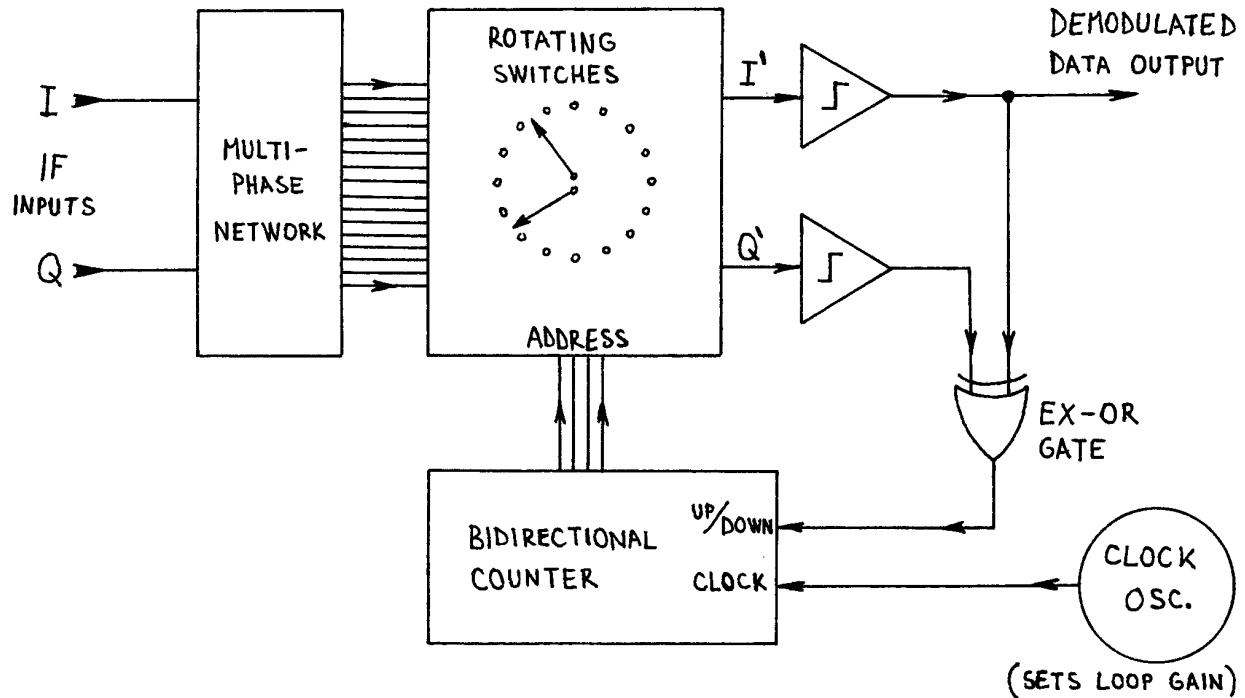 DEMODULATED
DATA OUTPUT
ROTATING
SWITCHES
I
I'
IF
INPUTS
MULTI-
PHASE
NETWORK
Q
Q'
ADDRESS
EX-OR
GATE
UP/DOWN
BIDIRECTIONAL
COUNTER
CLOCK
CLOCK
OSC.
(SETS LOOP GAIN)